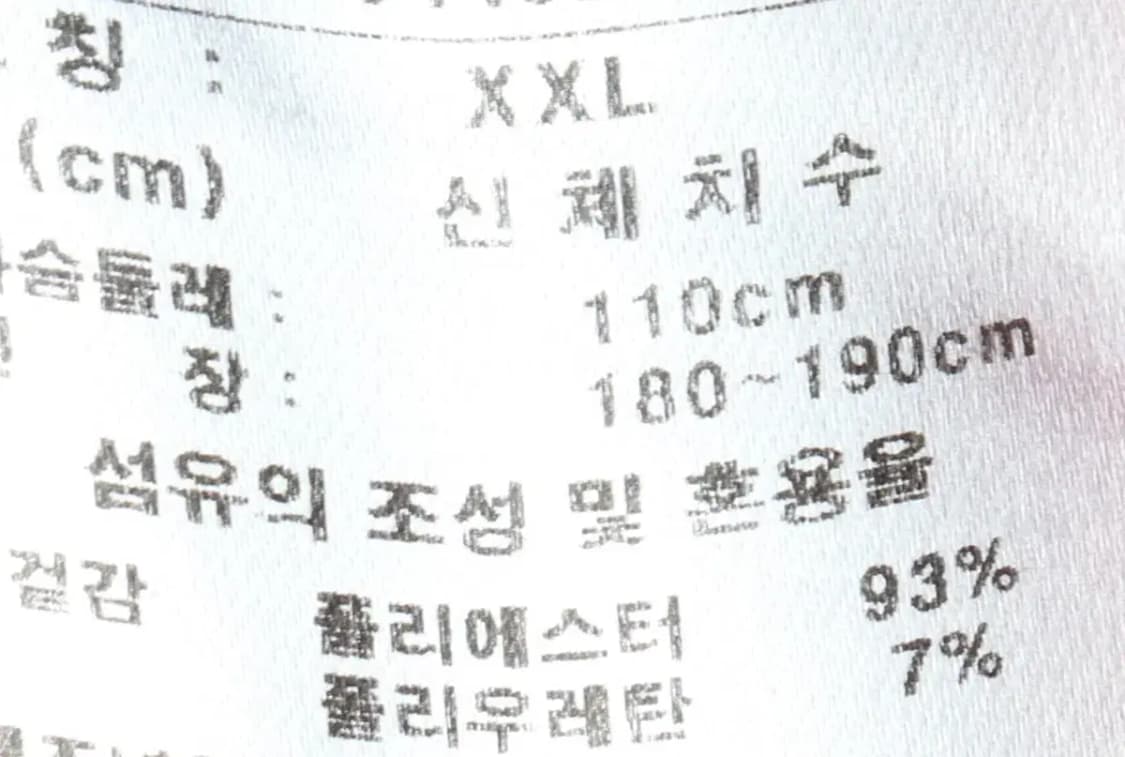 칭 : XXL
(cm) 신체치수
가슴둘레 : 110cm
장 : 180~190cm
섬유의 조성 및 혼용율
겉감 폴리에스터 93%
폴리우레탄 7%